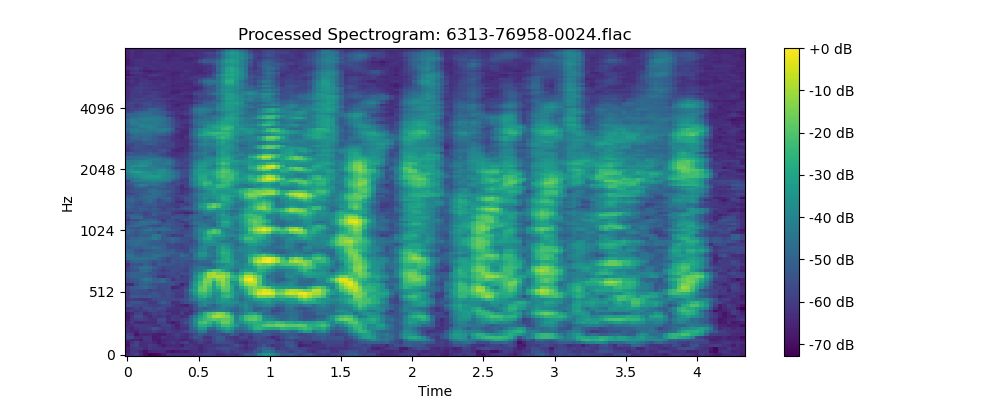 Processed Spectrogram: 6313-76958-0024.flac
+0 dB
-10 dB
-20 dB
-30 dB
-40 dB
-50 dB
-60 dB
-70 dB
4096
2048
1024
512
0
Hz
0 0.5 1 1.5 2 2.5 3 3.5 4
Time